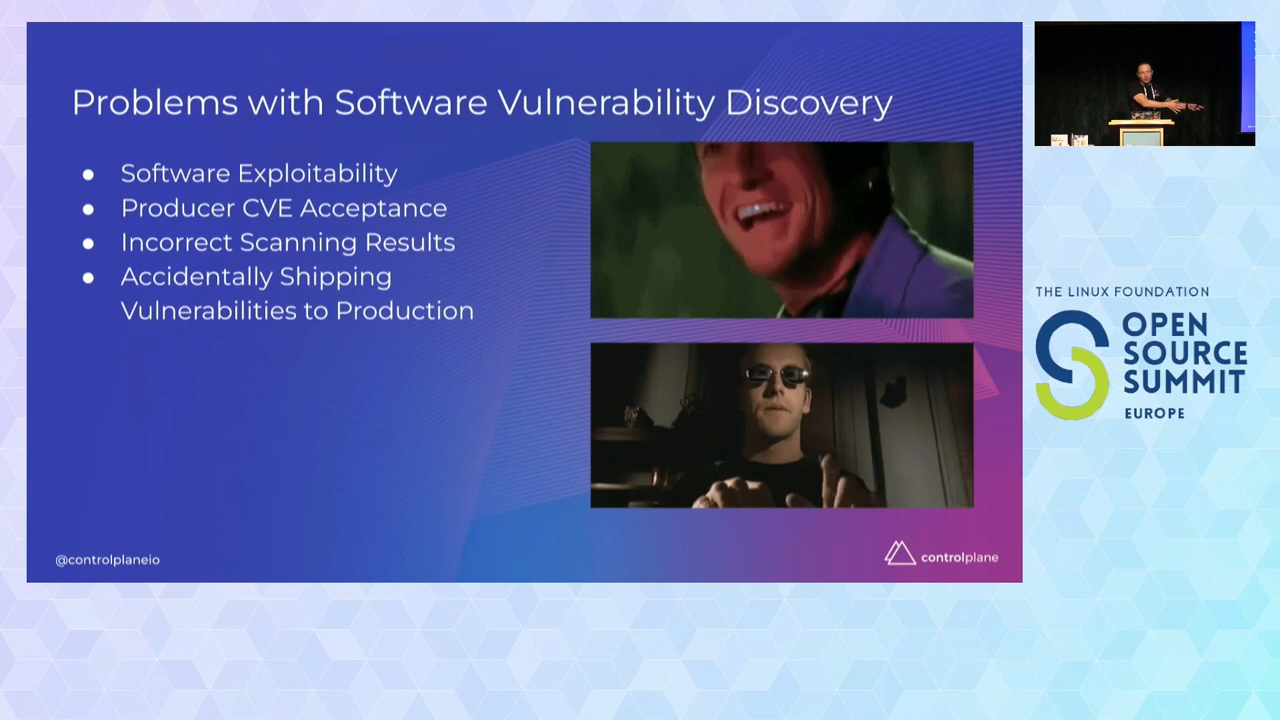 Problems with Software Vulnerability Discovery
● Software Exploitability
● Producer CVE Acceptance
● Incorrect Scanning Results
● Accidentally Shipping
Vulnerabilities to Production
@controlplaneio
controlplane
THE LINUX FOUNDATION
OPEN
SOURCE
SUMMIT
EUROPE